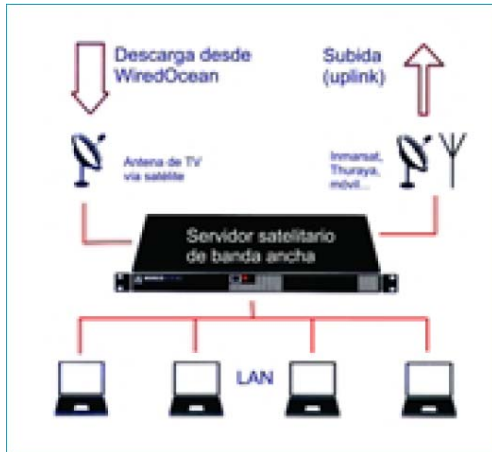 Descarga desde
WiredOcean
Subida
(uplink)
Antena de TV
vía satélite
Inmarsat,
Thuraya,
móvil...
Servidor satelitario
de banda ancha
LAN